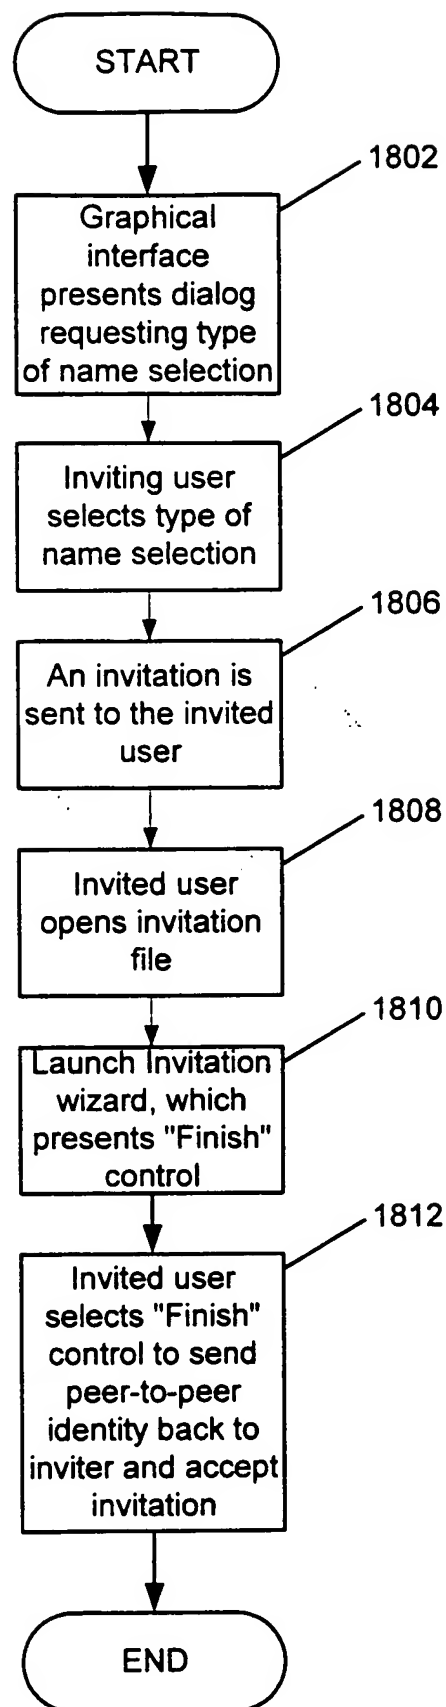 START
1802
Graphical
interface
presents dialog
requesting type
of name selection
1804
Inviting user
selects type of
name selection
1806
An invitation is
sent to the invited
user
1808
Invited user
opens invitation
file
1810
Launch Invitation
wizard, which
presents "Finish"
control
1812
Invited user
selects "Finish"
control to send
peer-to-peer
identity back to
inviter and accept
invitation
END